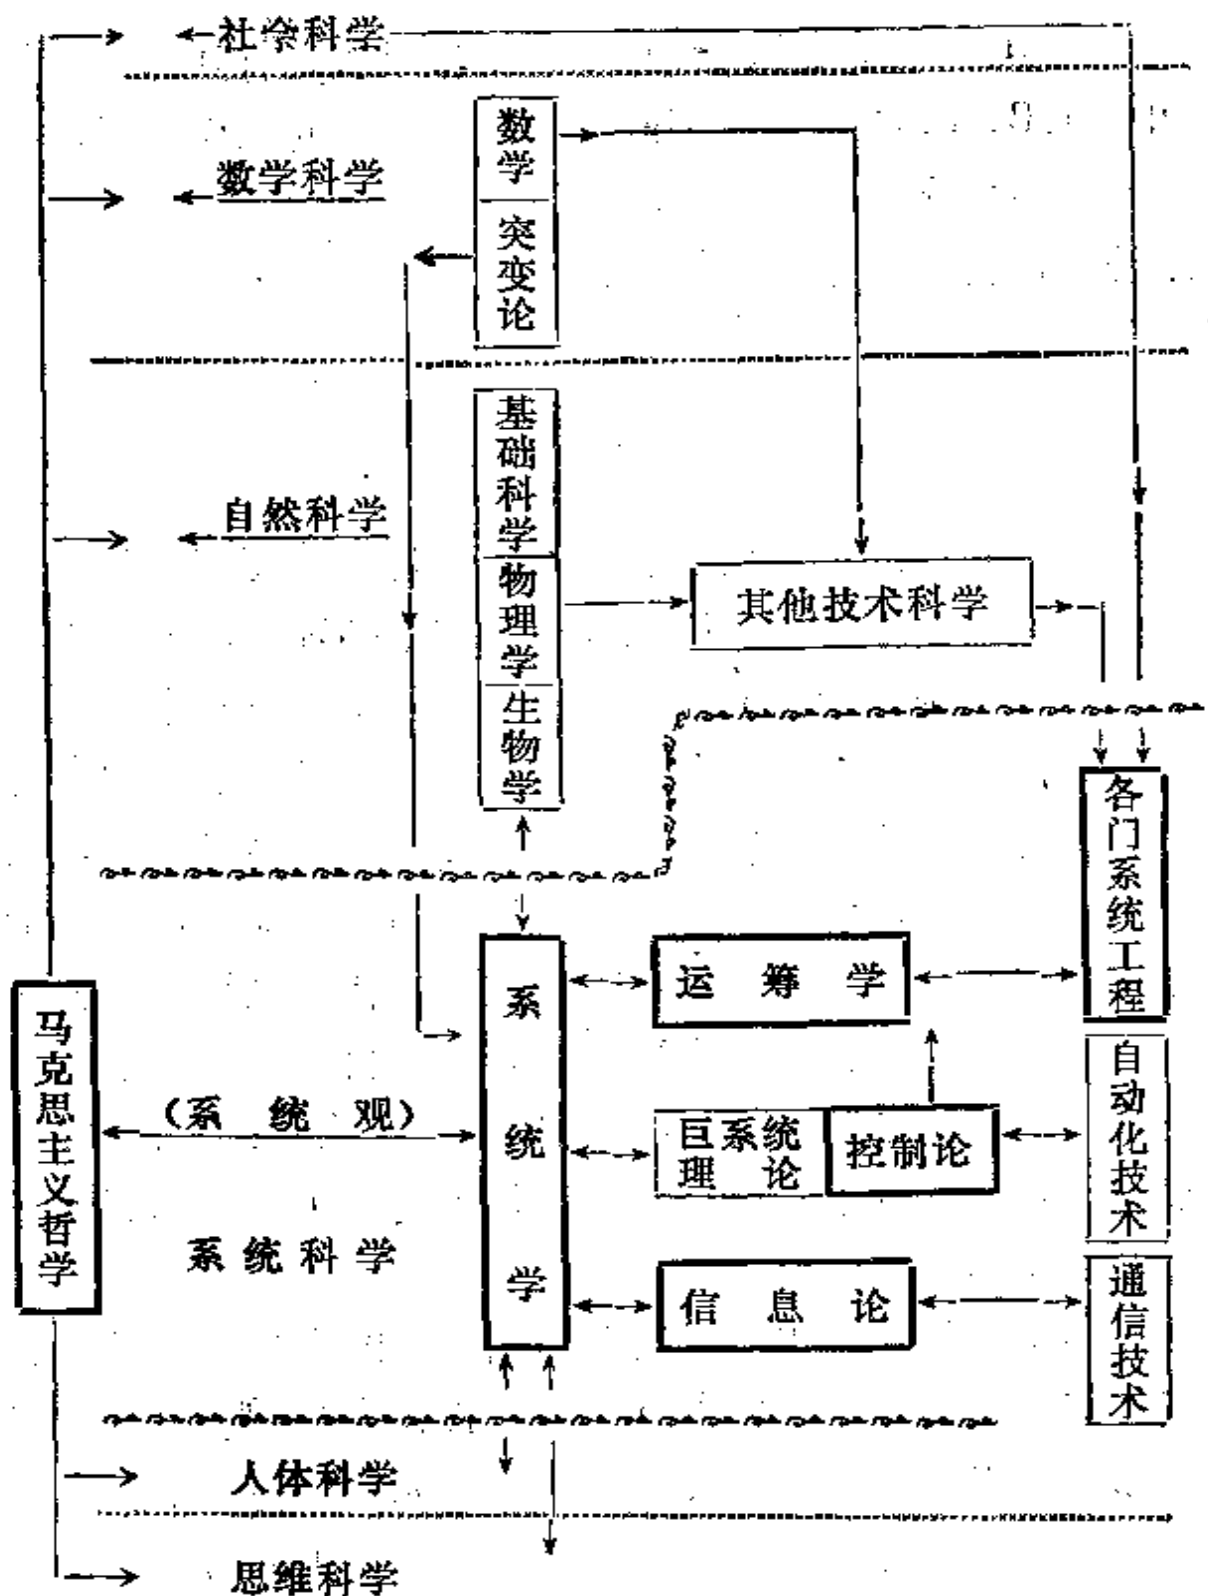 社会科学
数学
数学科学
突变论
基础科学
自然科学
物理学
其他技术科学
生物学
各门系统工程
系统学
运筹学
马克思主义哲学
(系统观)
巨系统
理论
控制论
自动化技术
系统科学
信息论
通信技术
人体科学
思维科学